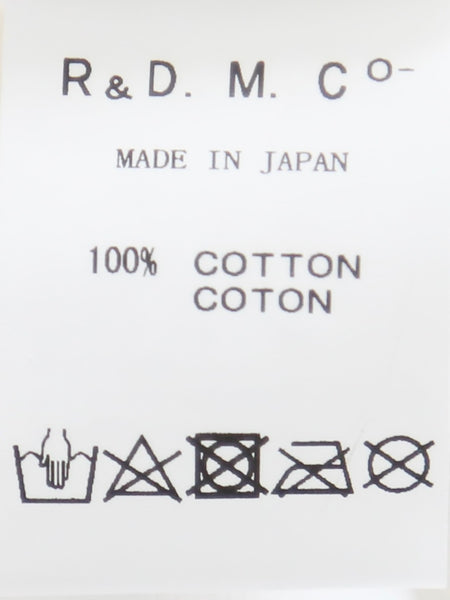 R&D. M. Co-
MADE IN JAPAN
100% COTTON
COTON